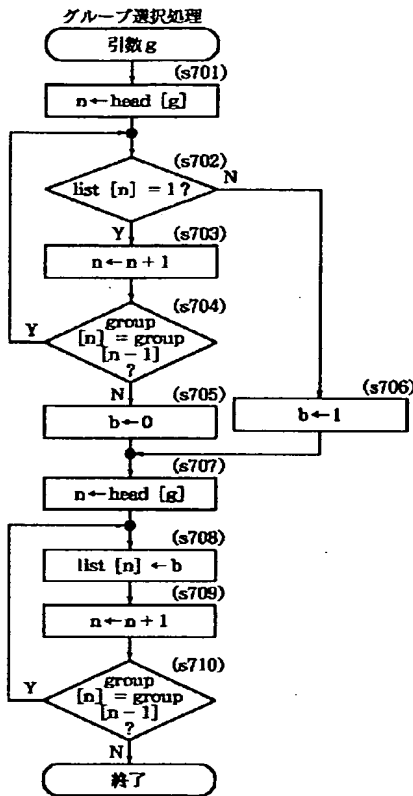 グループ選択処理
引数g
(s701)
n←head [g]
(s702)
list [n] = 1 ?
N
Y
(s703)
n←n+1
(s704)
group
[n] = group
[n-1]
?
Y
N
(s705)
b←0
(s706)
b←1
(s707)
n←head [g]
(s708)
list [n] ←b
(s709)
n←n+1
(s710)
group
[n] = group
[n-1]
?
Y
N
終了